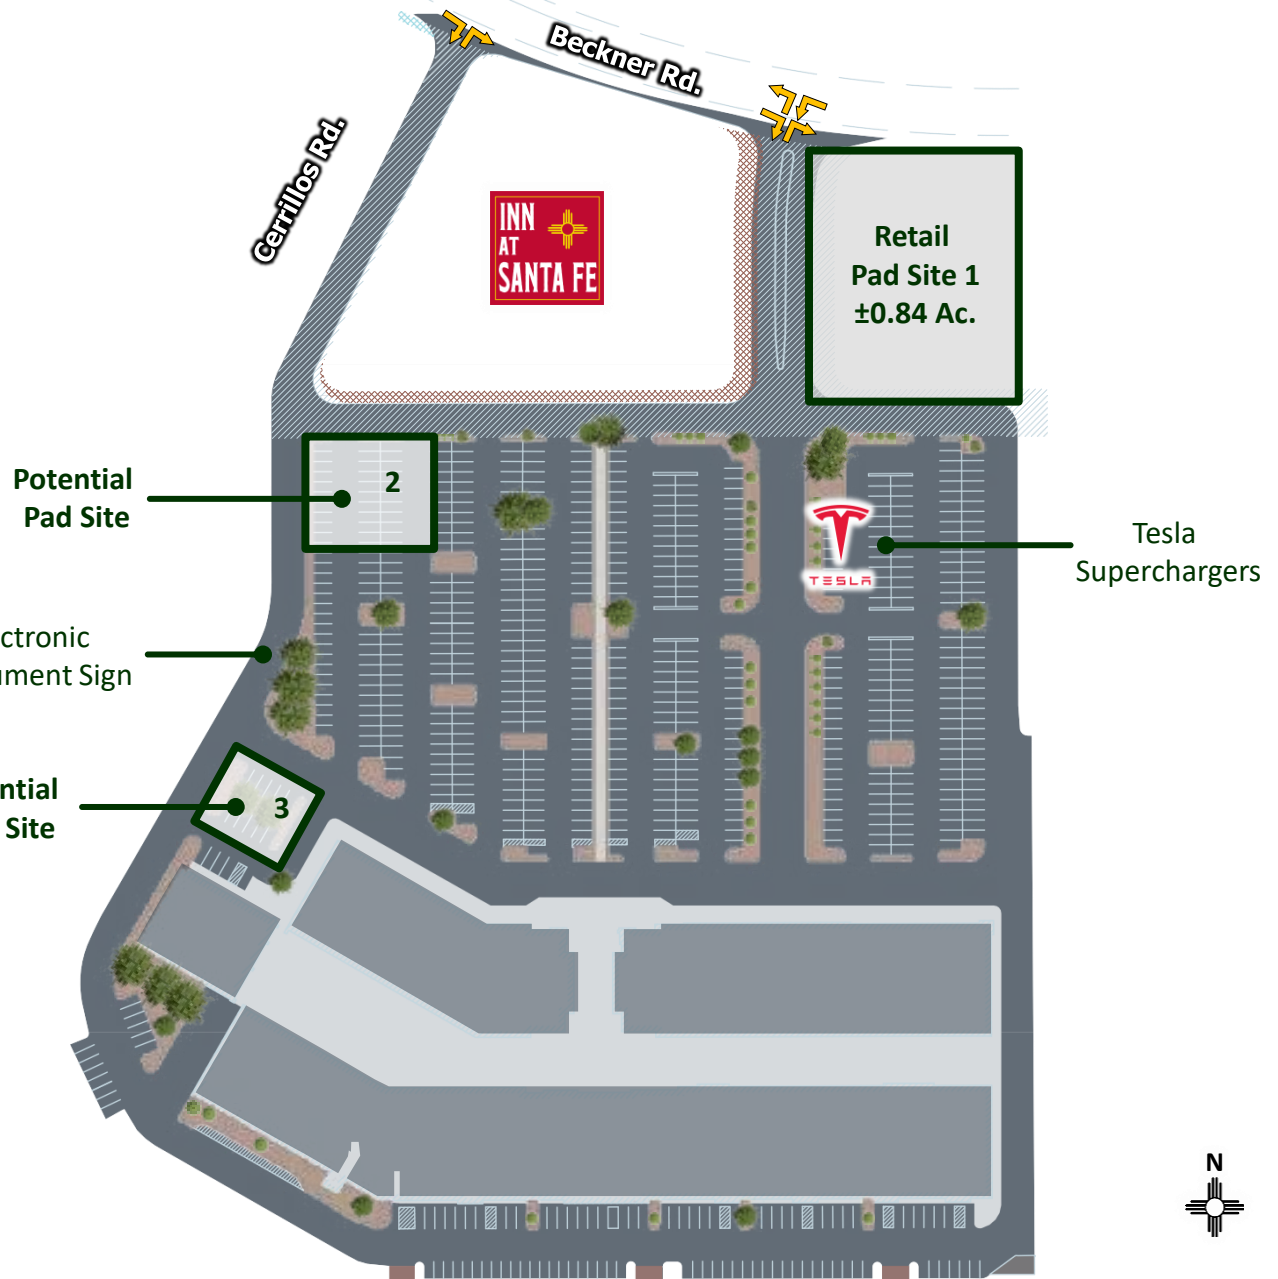 Beckner Rd.
Cerrillos Rd.
INN
AT
SANTA FE
Retail
Pad Site 1
±0.84 Ac.
Potential
Pad Site
2
TESLA
Tesla
Superchargers
ctronic
ument Sign
ntial
Site
3
N